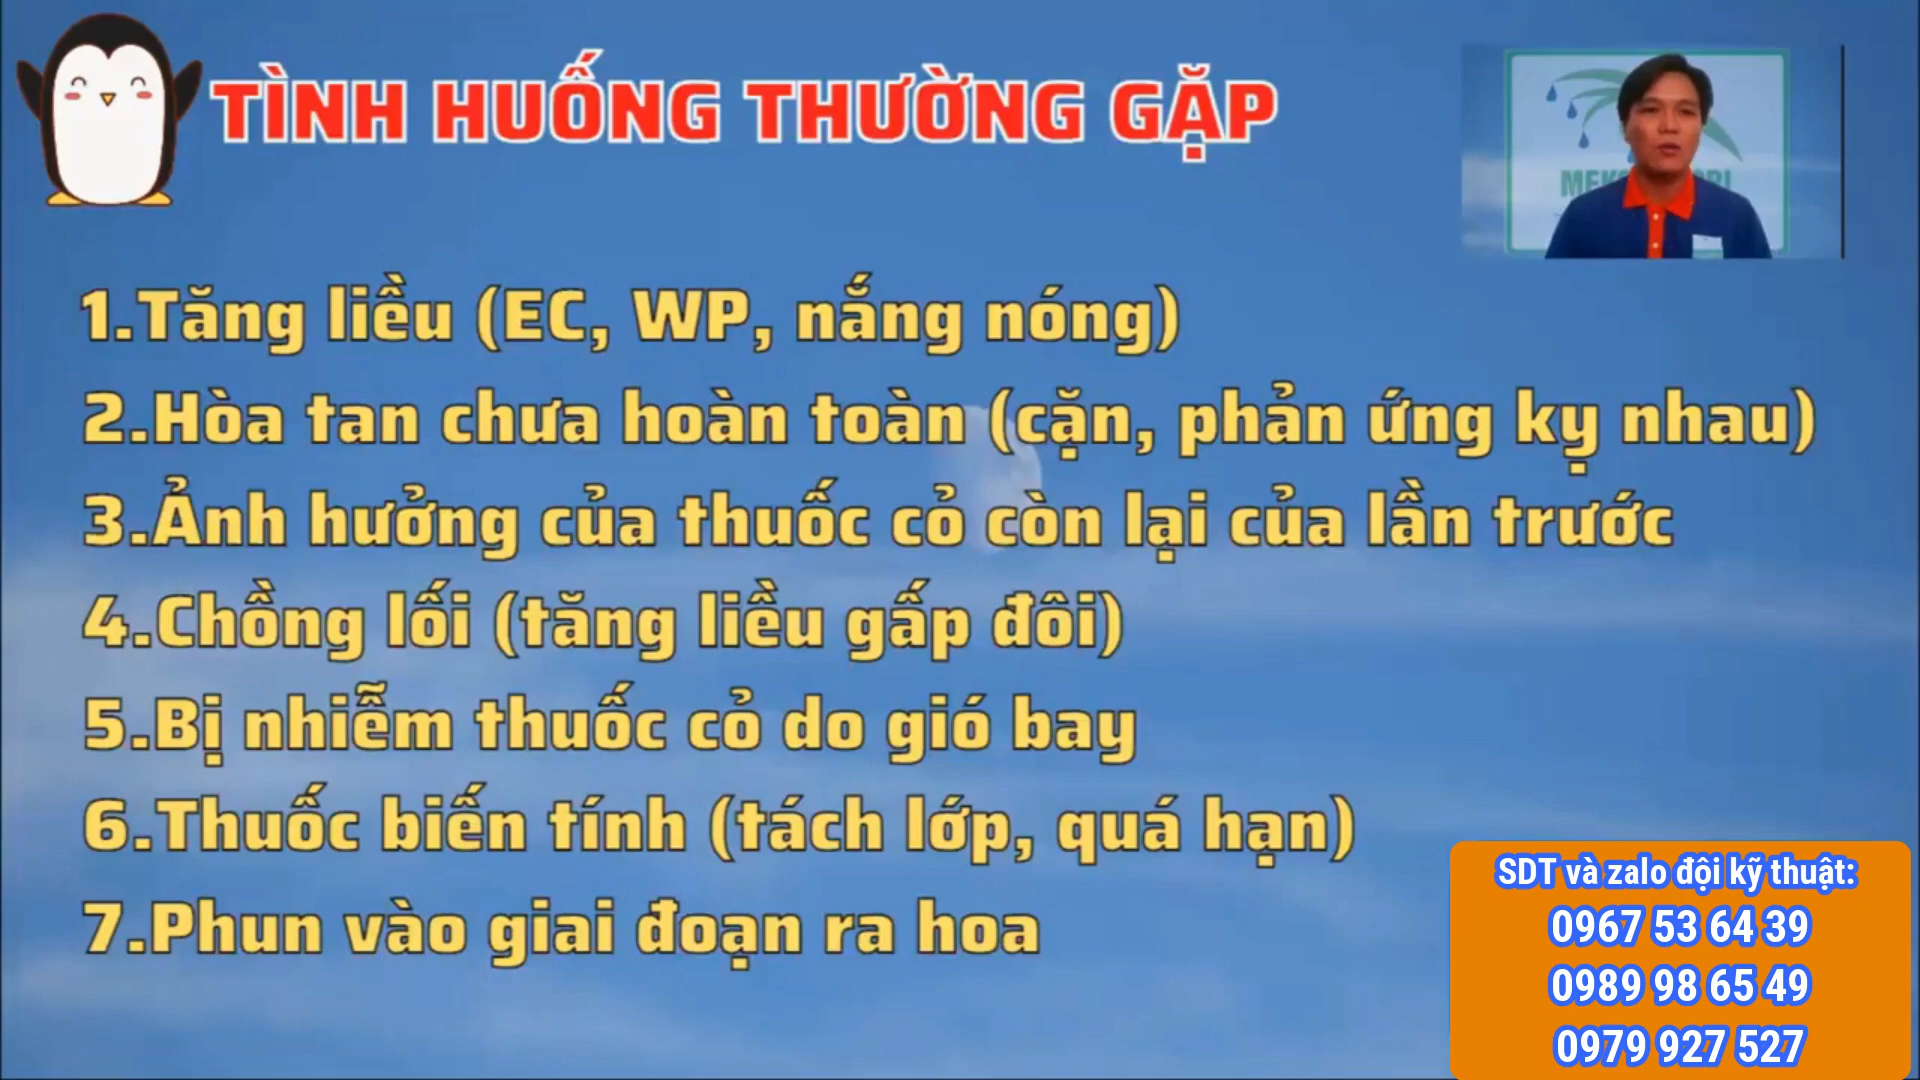 TÌNH HUỐNG THƯỜNG GẶP
1.Tăng liều (EC, WP, nắng nóng)
2.Hòa tan chưa hoàn toàn (cặn, phản ứng kỵ nhau)
3.Ảnh hưởng của thuốc cỏ còn lại của lần trước
4.Chồng lối (tăng liều gấp đôi)
5.Bị nhiễm thuốc cỏ do gió bay
6.Thuốc biến tính (tách lớp, quá hạn)
7.Phun vào giai đoạn ra hoa
SDT và zalo đội kỹ thuật:
0967 53 64 39
0989 98 65 49
0979 927 527